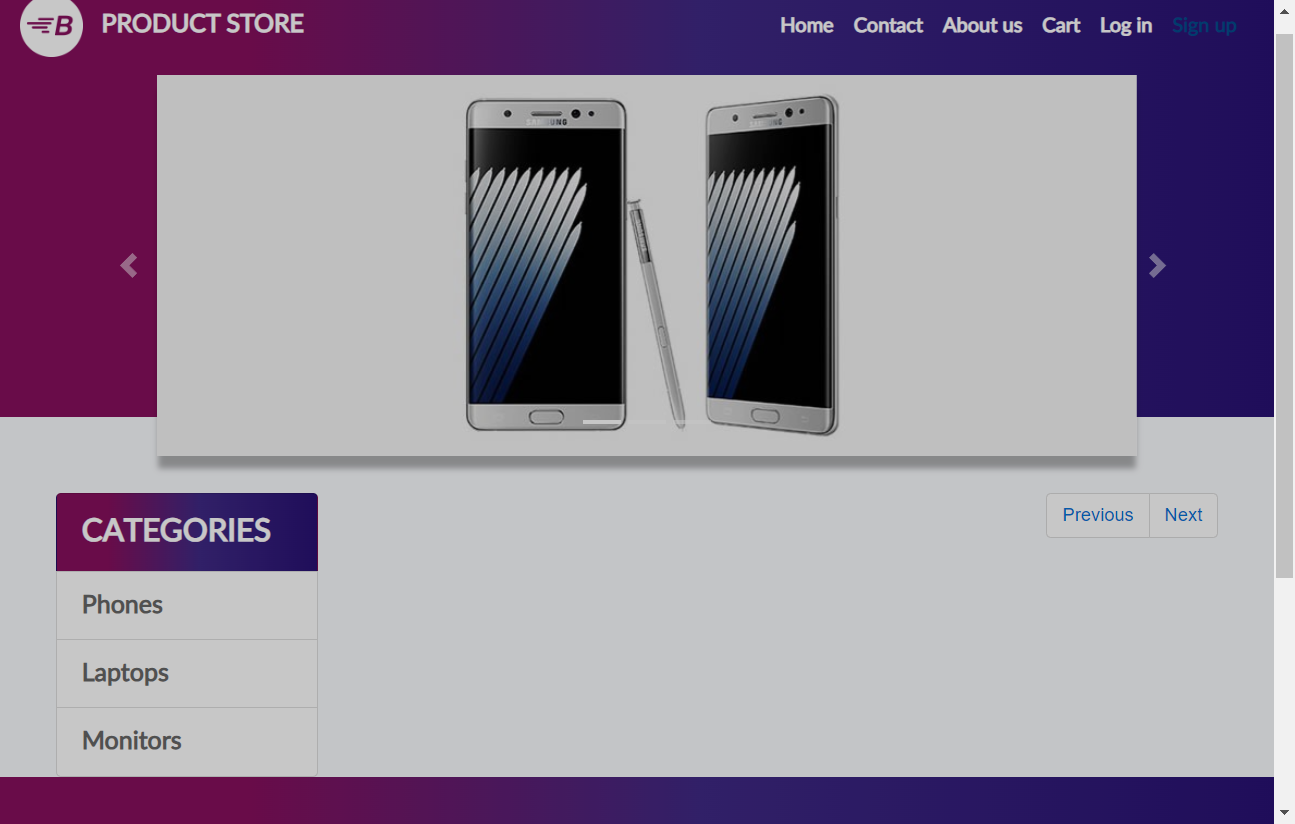 B PRODUCT STORE Home Contact About us Cart Log in Sign up
SAMSUNG SAMSUNG
Previous Next
CATEGORIES
Phones
Laptops
Monitors